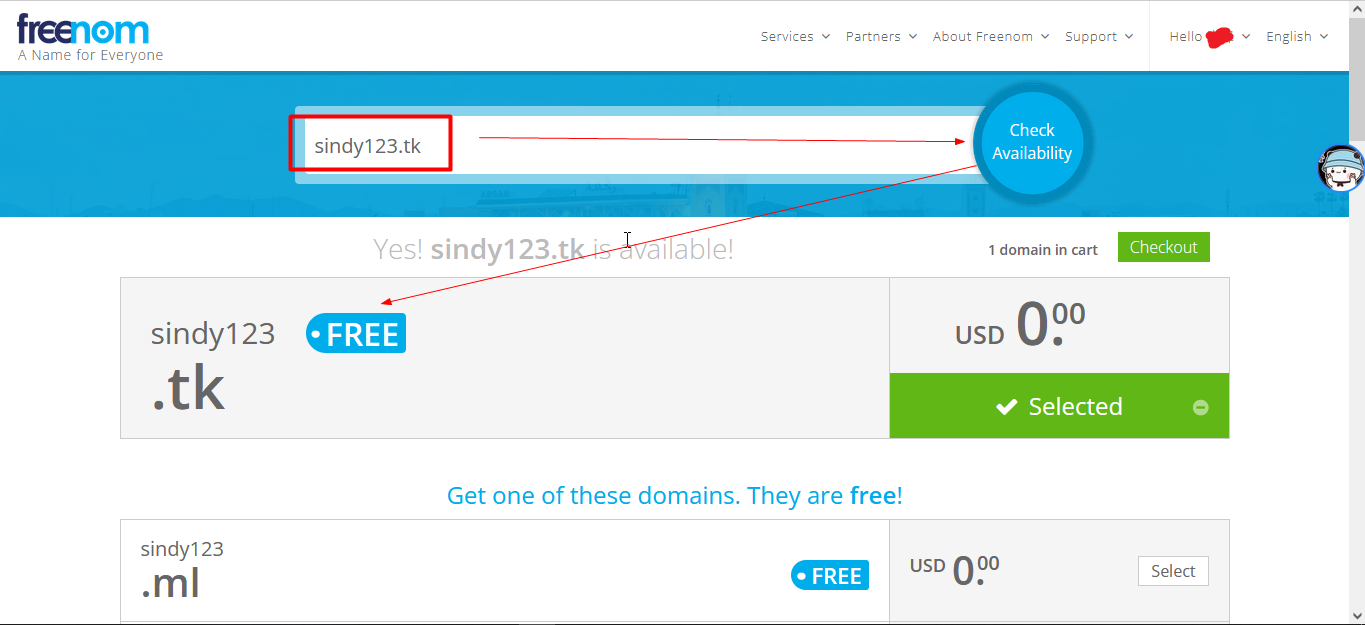 freenom
A Name for Everyone
Services Partners About Freenom Support Hello English
sindy123.tk
Check
Availability
Yes! sindy123.tk is available!
1 domain in cart Checkout
sindy123 FREE
.tk
USD 0.00
Selected
Get one of these domains. They are free!
sindy123
.ml
FREE
USD 0.00
Select